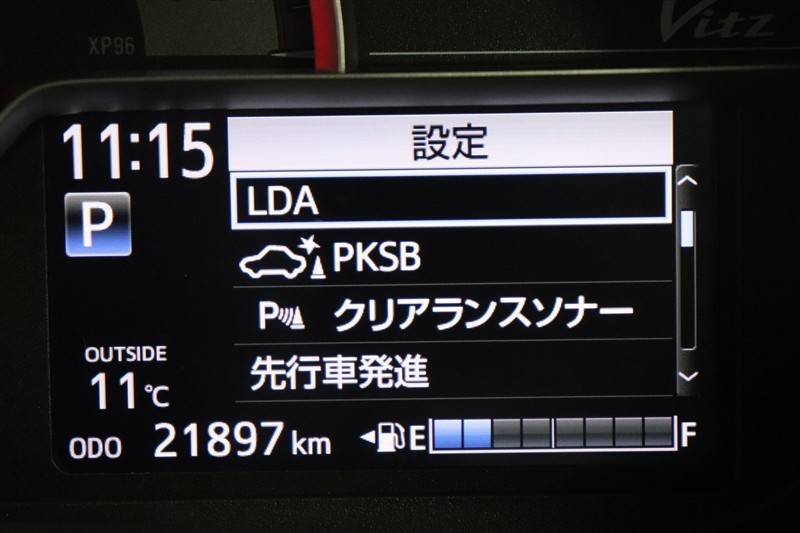 XP96
Vitz
11:15
設定
P
LDA
PKSB
P クリアランスソナー
先行車発進
OUTSIDE
11℃
ODO 21897 km
E F